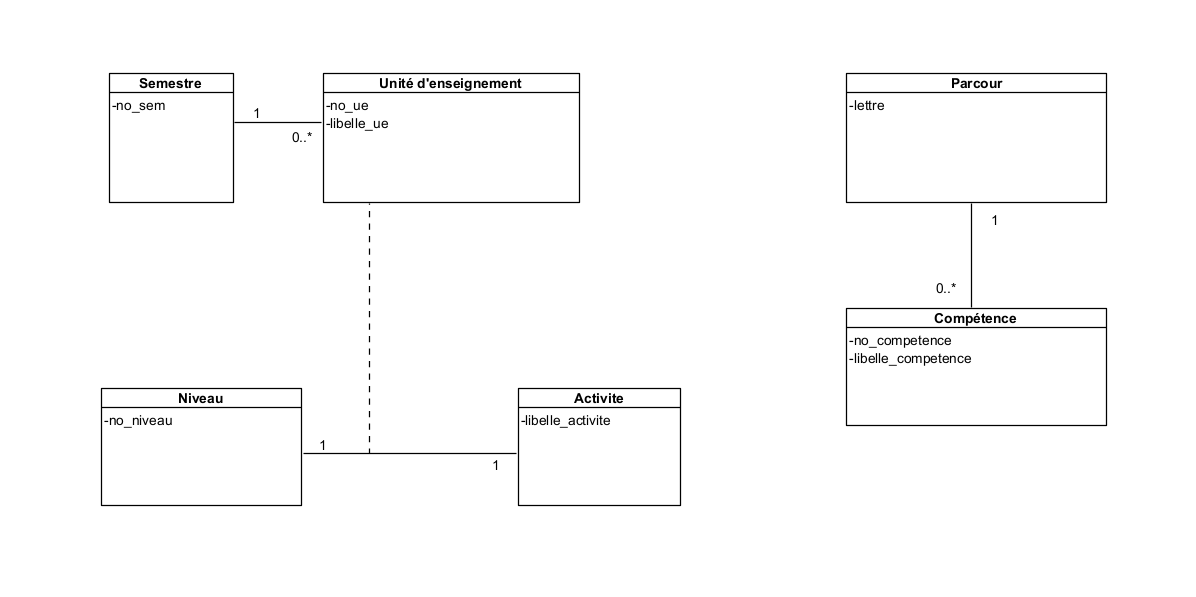 Semestre
-no_sem
1
0..*
Unité d'enseignement
-no_ue
-libelle_ue
Parcour
-lettre
1
0..*
Compétence
-no_competence
-libelle_competence
Niveau
-no_niveau
1
1
Activite
-libelle_activite